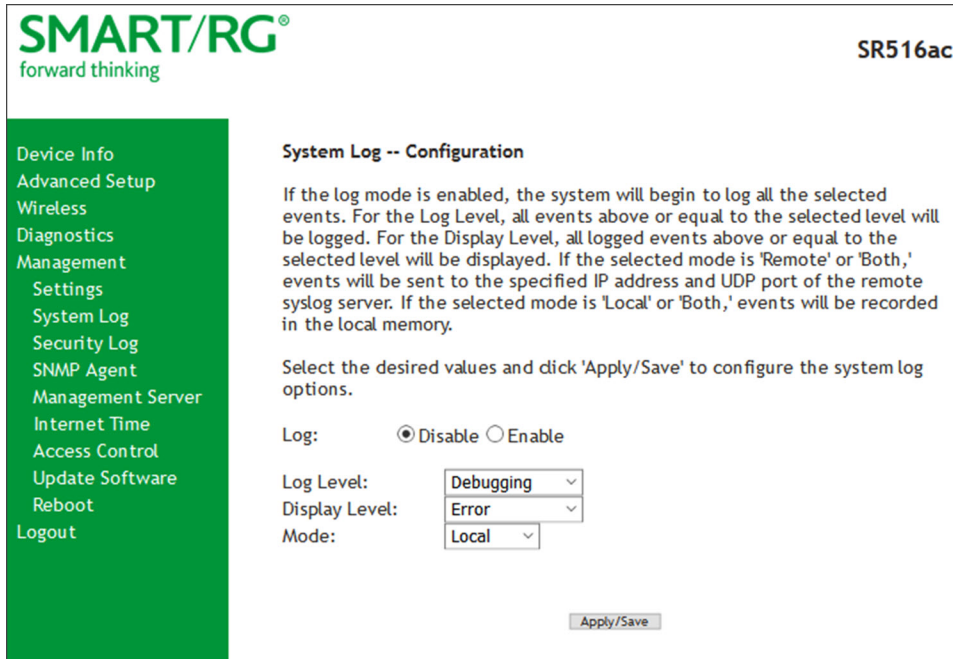 SMART/RG®
forward thinking
SR516ac
Device Info
Advanced Setup
Wireless
Diagnostics
Management
Settings
System Log
Security Log
SNMP Agent
Management Server
Internet Time
Access Control
Update Software
Reboot
Logout
System Log -- Configuration
If the log mode is enabled, the system will begin to log all the selected
events. For the Log Level, all events above or equal to the selected level will
be logged. For the Display Level, all logged events above or equal to the
selected level will be displayed. If the selected mode is 'Remote' or 'Both,'
events will be sent to the specified IP address and UDP port of the remote
syslog server. If the selected mode is 'Local' or 'Both,' events will be recorded
in the local memory.
Select the desired values and click 'Apply/Save' to configure the system log
options.
Log: Disable Enable
Log Level: Debugging
Display Level: Error
Mode: Local
Apply/Save